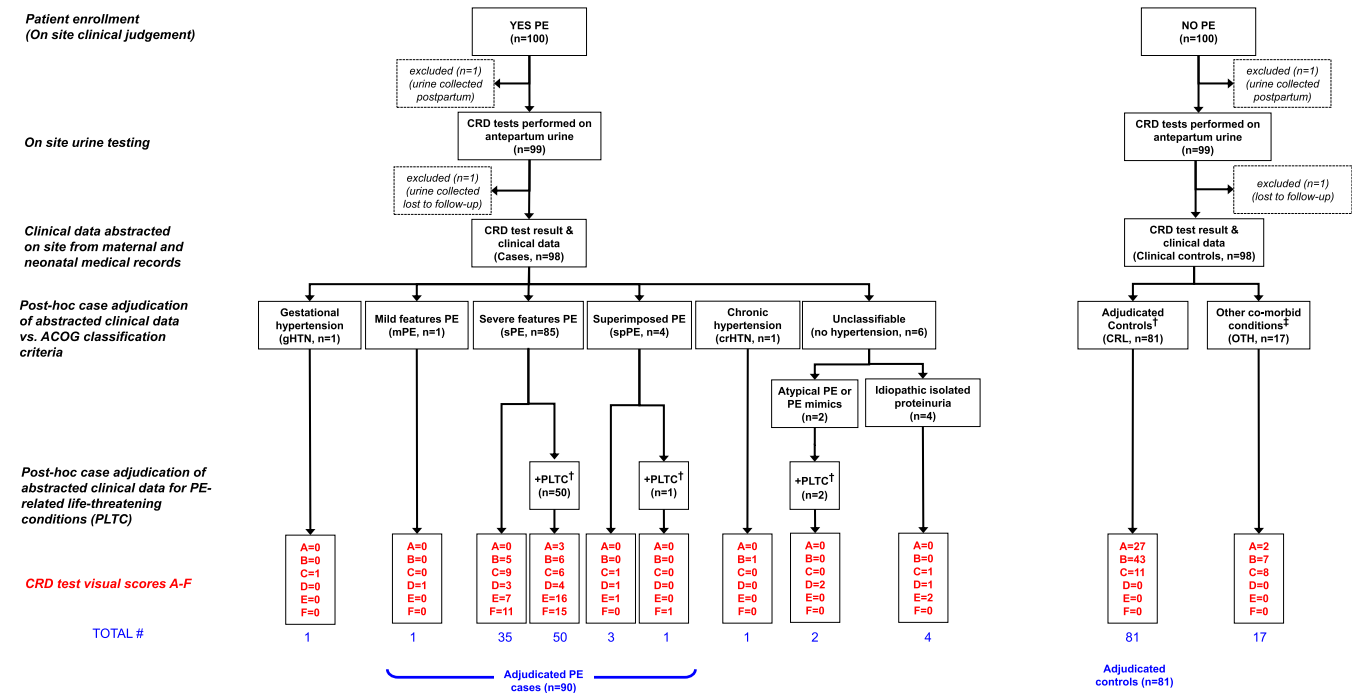 Patient enrollment
(On site clinical judgement)
YES PE
(n=100)
NO PE
(n=100)
excluded (n=1)
(urine collected
postpartum)
excluded (n=1)
(urine collected
postpartum)
On site urine testing
CRD tests performed on
antepartum urine
(n=99)
CRD tests performed on
antepartum urine
(n=99)
excluded (n=1)
(urine collected
lost to follow-up)
excluded (n=1)
(lost to follow-up)
Clinical data abstracted
on site from maternal and
neonatal medical records
CRD test result &
clinical data
(Cases, n=98)
CRD test result &
clinical data
(Clinical controls, n=98)
Post-hoc case adjudication
of abstracted clinical data
vs. ACOG classification
criteria
Gestational
hypertension
(gHTN, n=1)
Mild features PE
(mPE, n=1)
Severe features PE
(sPE, n=85)
Superimposed PE
(spPE, n=4)
Chronic
hypertension
(crHTN, n=1)
Unclassifiable
(no hypertension, n=6)
Adjudicated
Controls†
(CRL, n=81)
Other co-morbid
conditions‡
(OTH, n=17)
Atypical PE or
PE mimics
(n=2)
Idiopathic isolated
proteinuria
(n=4)
Post-hoc case adjudication of
abstracted clinical data for PE-
related life-threatening
conditions (PLTC)
+PLTC†
(n=50)
+PLTC†
(n=1)
+PLTC†
(n=2)
CRD test visual scores A-F
A=0
B=0
C=1
D=0
E=0
F=0
A=0
B=0
C=0
D=1
E=0
F=0
A=0
B=5
C=9
D=3
E=7
F=11
A=3
B=6
C=6
D=4
E=16
F=15
A=0
B=0
C=1
D=1
E=1
F=0
A=0
B=0
C=0
D=0
E=0
F=1
A=0
B=1
C=0
D=0
E=0
F=0
A=0
B=0
C=0
D=2
E=0
F=0
A=0
B=0
C=1
D=1
E=2
F=0
A=27
B=43
C=11
D=0
E=0
F=0
A=2
B=7
C=8
D=0
E=0
F=0
TOTAL #
1
1
35
50
3
1
1
2
4
81
17
Adjudicated PE
cases (n=90)
Adjudicated
controls (n=81)